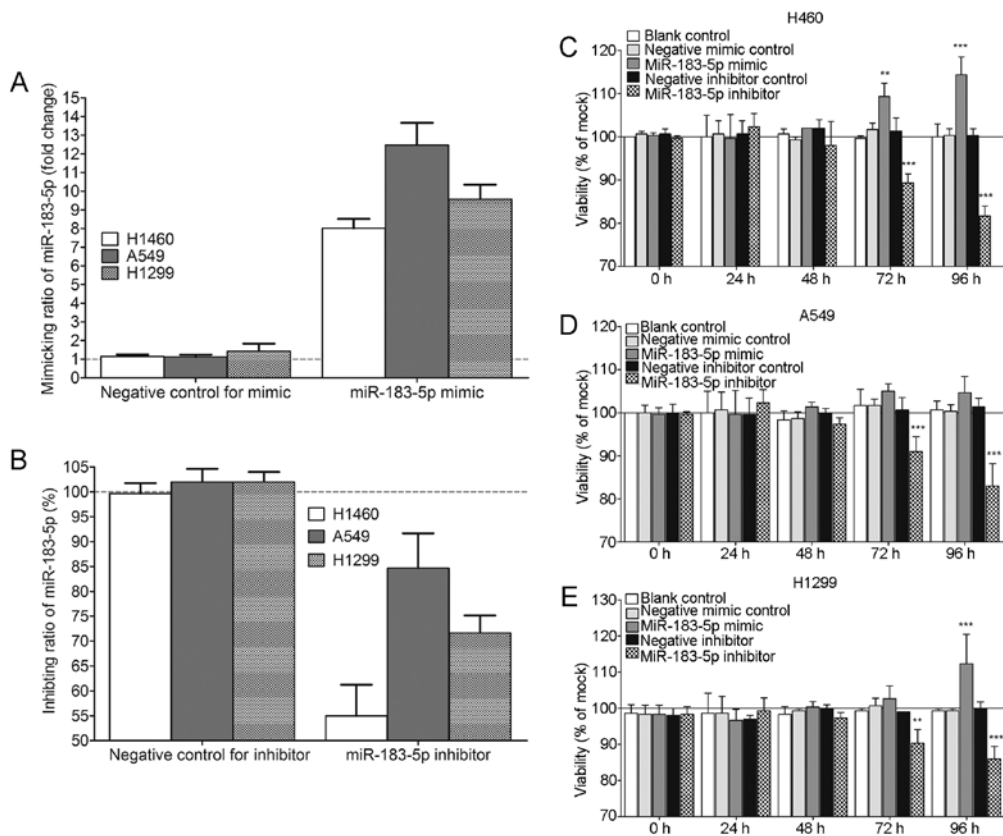 A
Mimicking ratio of miR-183-5p (fold change)
15
14
13
12
11
10
9
8
7
6
5
4
3
2
1
0
H1460
A549
H1299
Negative control for mimic
miR-183-5p mimic
B
Inhibting ratio of miR-183-5p (%)
105
100
95
90
85
80
75
70
65
60
55
50
H1460
A549
H1299
Negative control for inhibitor
miR-183-5p inhibitor
C
H460
Viability (% of mock)
120
110
100
90
80
70
Blank control
Negative mimic control
MiR-183-5p mimic
Negative inhibitor control
MiR-183-5p inhibitor
**
***
***
***
0 h
24 h
48 h
72 h
96 h
D
A549
Viability (% of mock)
120
110
100
90
80
70
Blank control
Negative mimic control
MiR-183-5p mimic
Negative inhibitor control
MiR-183-5p inhibitor
***
***
0 h
24 h
48 h
72 h
96 h
E
H1299
Viability (% of mock)
130
120
110
100
90
80
70
Blank control
Negative mimic control
MiR-183-5p mimic
Negative inhibitor
MiR-183-5p inhibitor
**
***
***
0 h
24 h
48 h
72 h
96 h